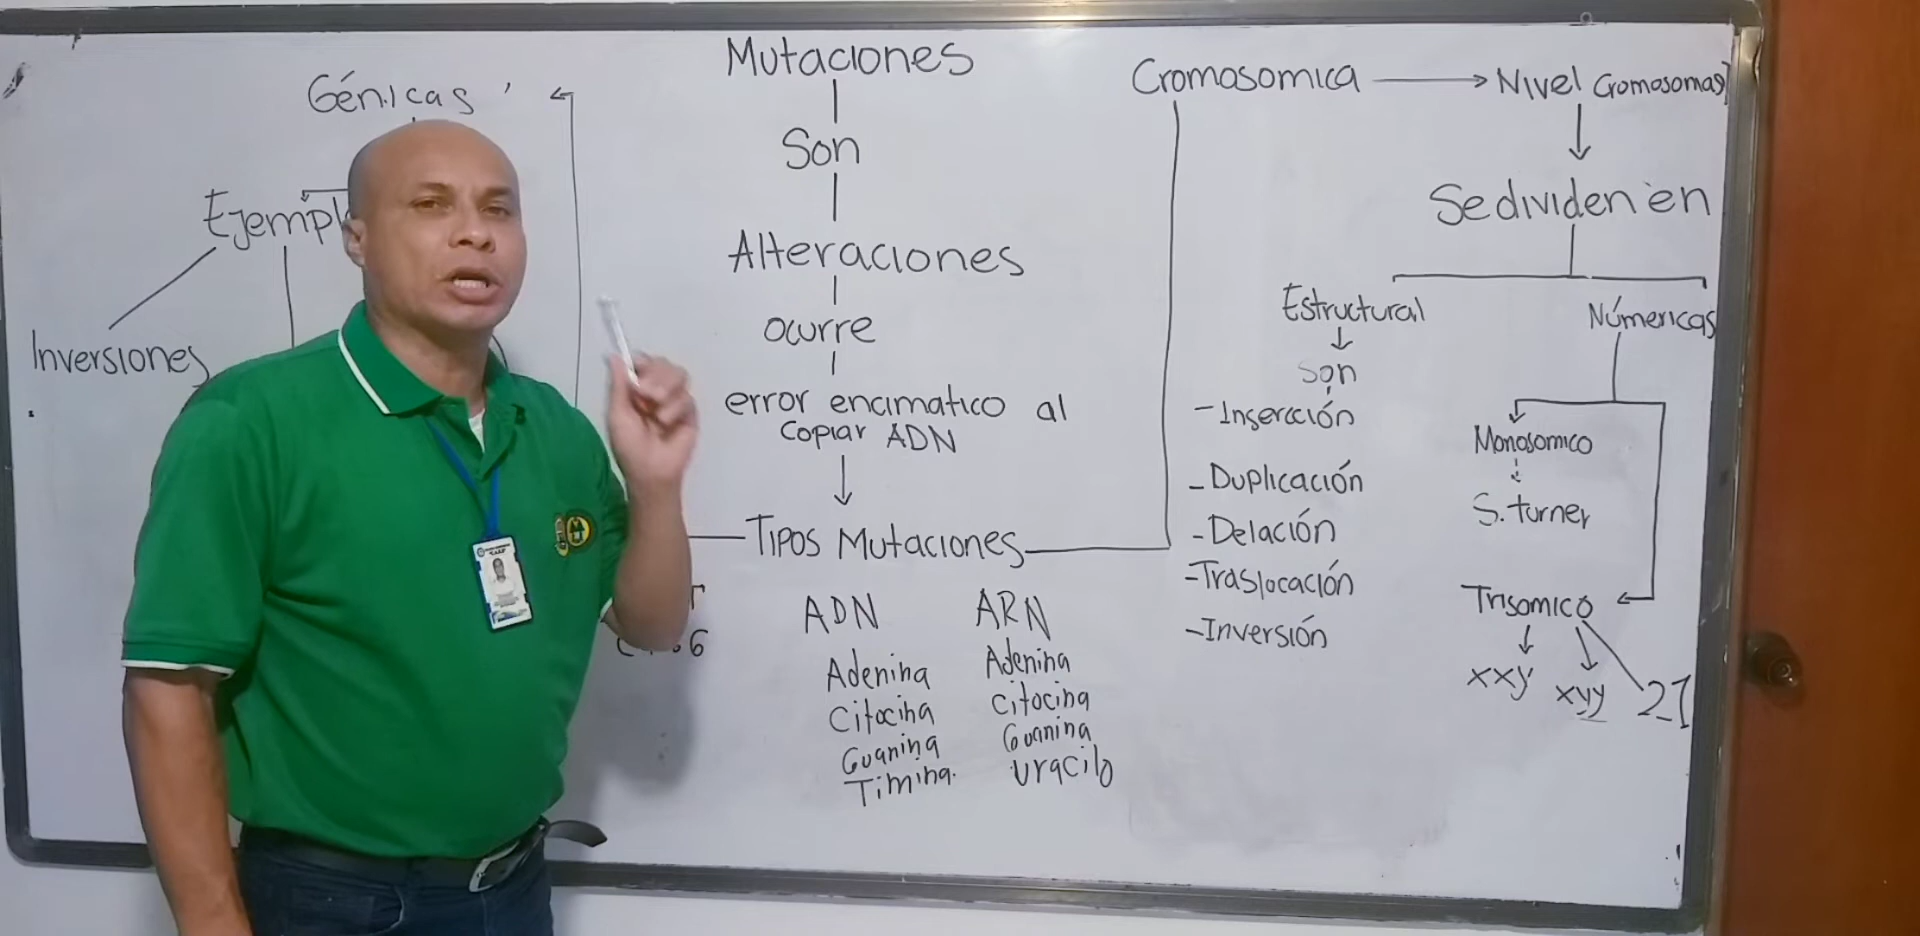 Mutaciones
Son
Alteraciones
ocurre
error encimatico al
copiar ADN
Tipos Mutaciones
Génicas
Inversiones
Cromosomica
Nivel Cromosomas
Se dividen en
Estructural
son
- Insercción
- Duplicación
- Delación
- Traslocación
- Inversión
Númericas
Monosomico
S. turner
Trisomico
xxy xyy 21
ADN
Adenina
Citocina
Guanina
Timina
ARN
Adenina
Citocina
Guanina
Uracilo